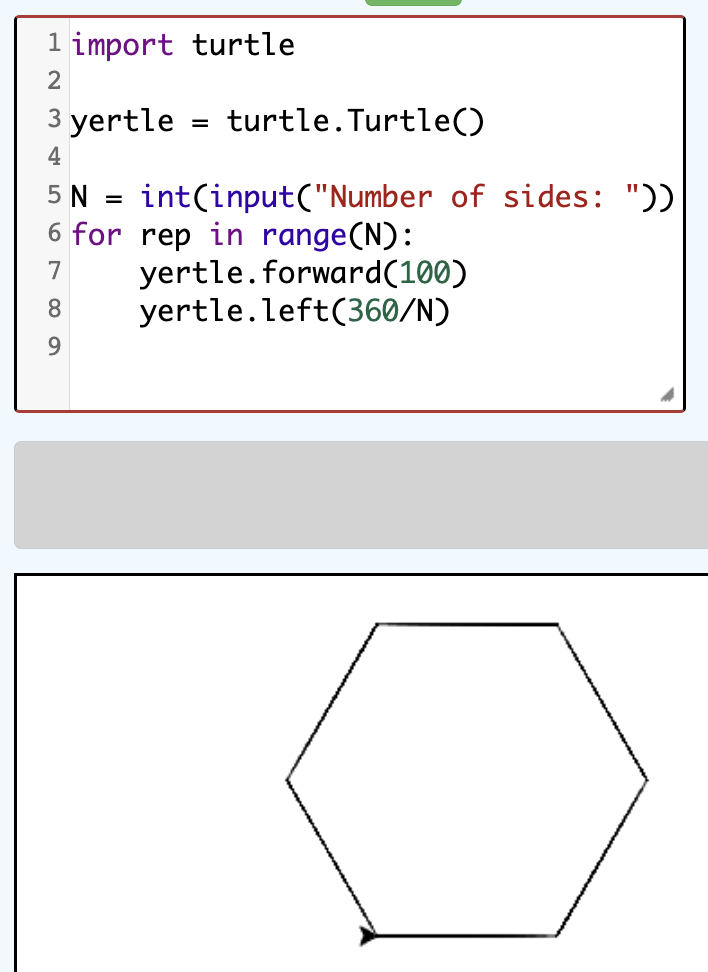 1 import turtle
2
3 yertle = turtle.Turtle()
4
5 N = int(input("Number of sides: "))
6 for rep in range(N):
7     yertle.forward(100)
8     yertle.left(360/N)
9